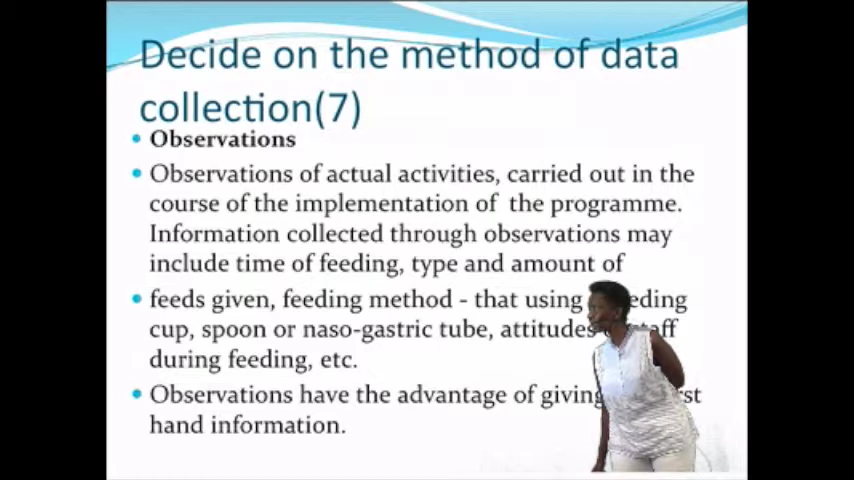 Decide on the method of data
collection(7)
• Observations
• Observations of actual activities, carried out in the
course of the implementation of the programme.
Information collected through observations may
include time of feeding, type and amount of
• feeds given, feeding method - that using
cup, spoon or naso-gastric tube, attitudes
during feeding, etc.
• Observations have the advantage of giving
hand information.